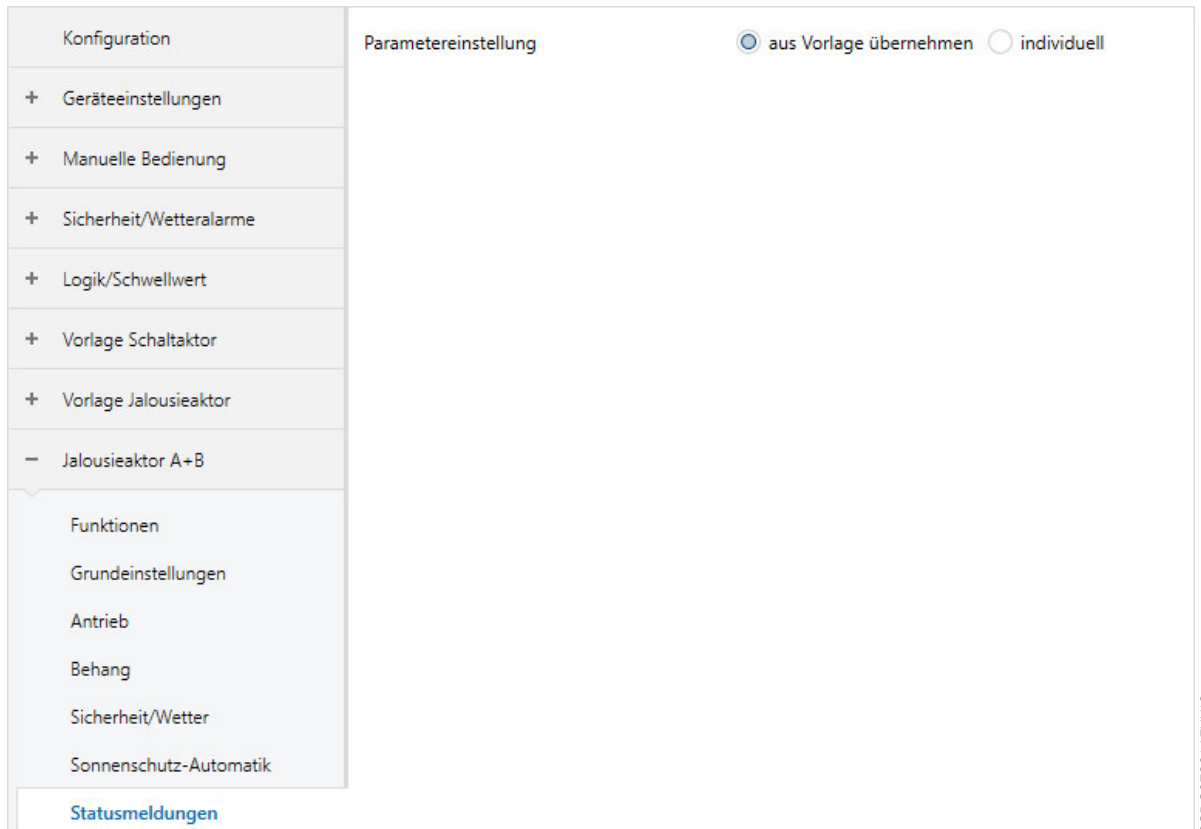 Konfiguration
Parametereinstellung
aus Vorlage übernehmen
individuell
+ Geräteeinstellungen
+ Manuelle Bedienung
+ Sicherheit/Wetteralarme
+ Logik/Schwellwert
+ Vorlage Schaltaktor
+ Vorlage Jalousieaktor
− Jalousieaktor A+B
Funktionen
Grundeinstellungen
Antrieb
Behang
Sicherheit/Wetter
Sonnenschutz-Automatik
Statusmeldungen